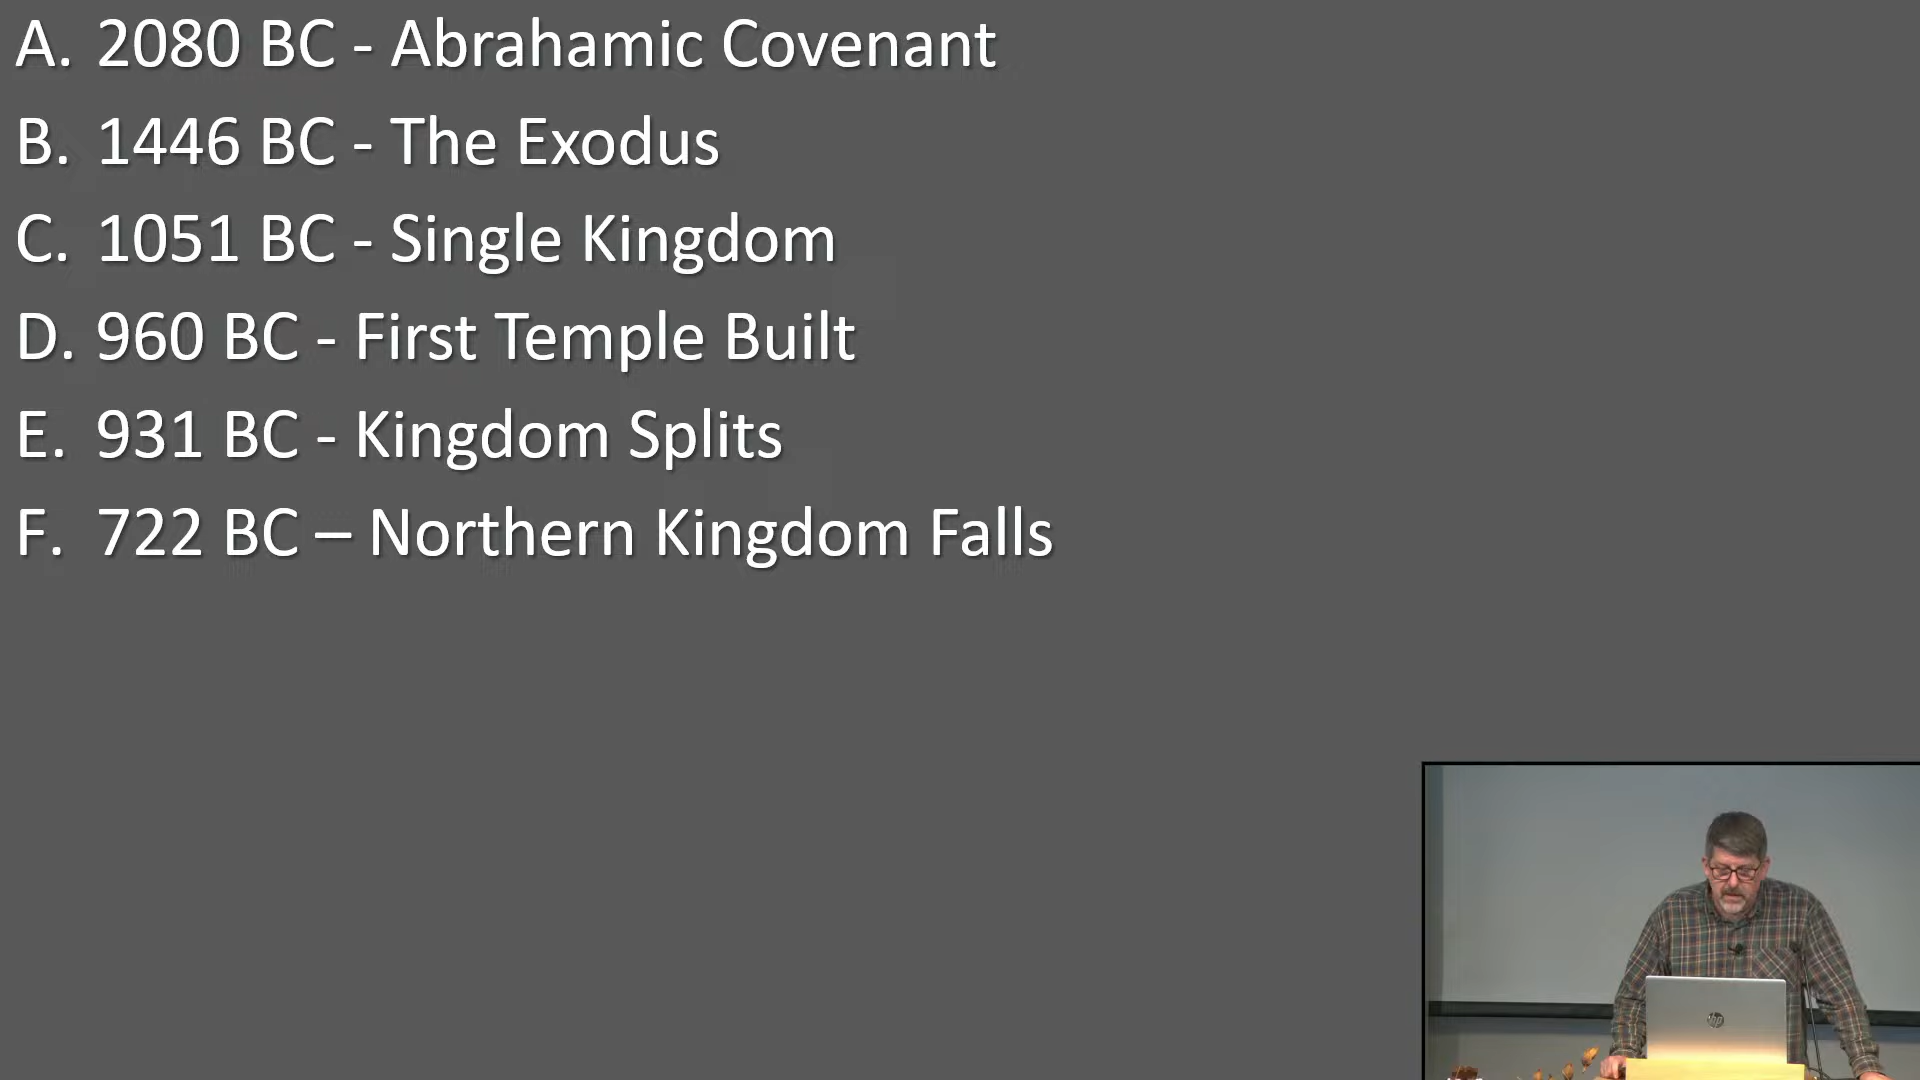 A. 2080 BC - Abrahamic Covenant
B. 1446 BC - The Exodus
C. 1051 BC - Single Kingdom
D. 960 BC - First Temple Built
E. 931 BC - Kingdom Splits
F. 722 BC – Northern Kingdom Falls
hp